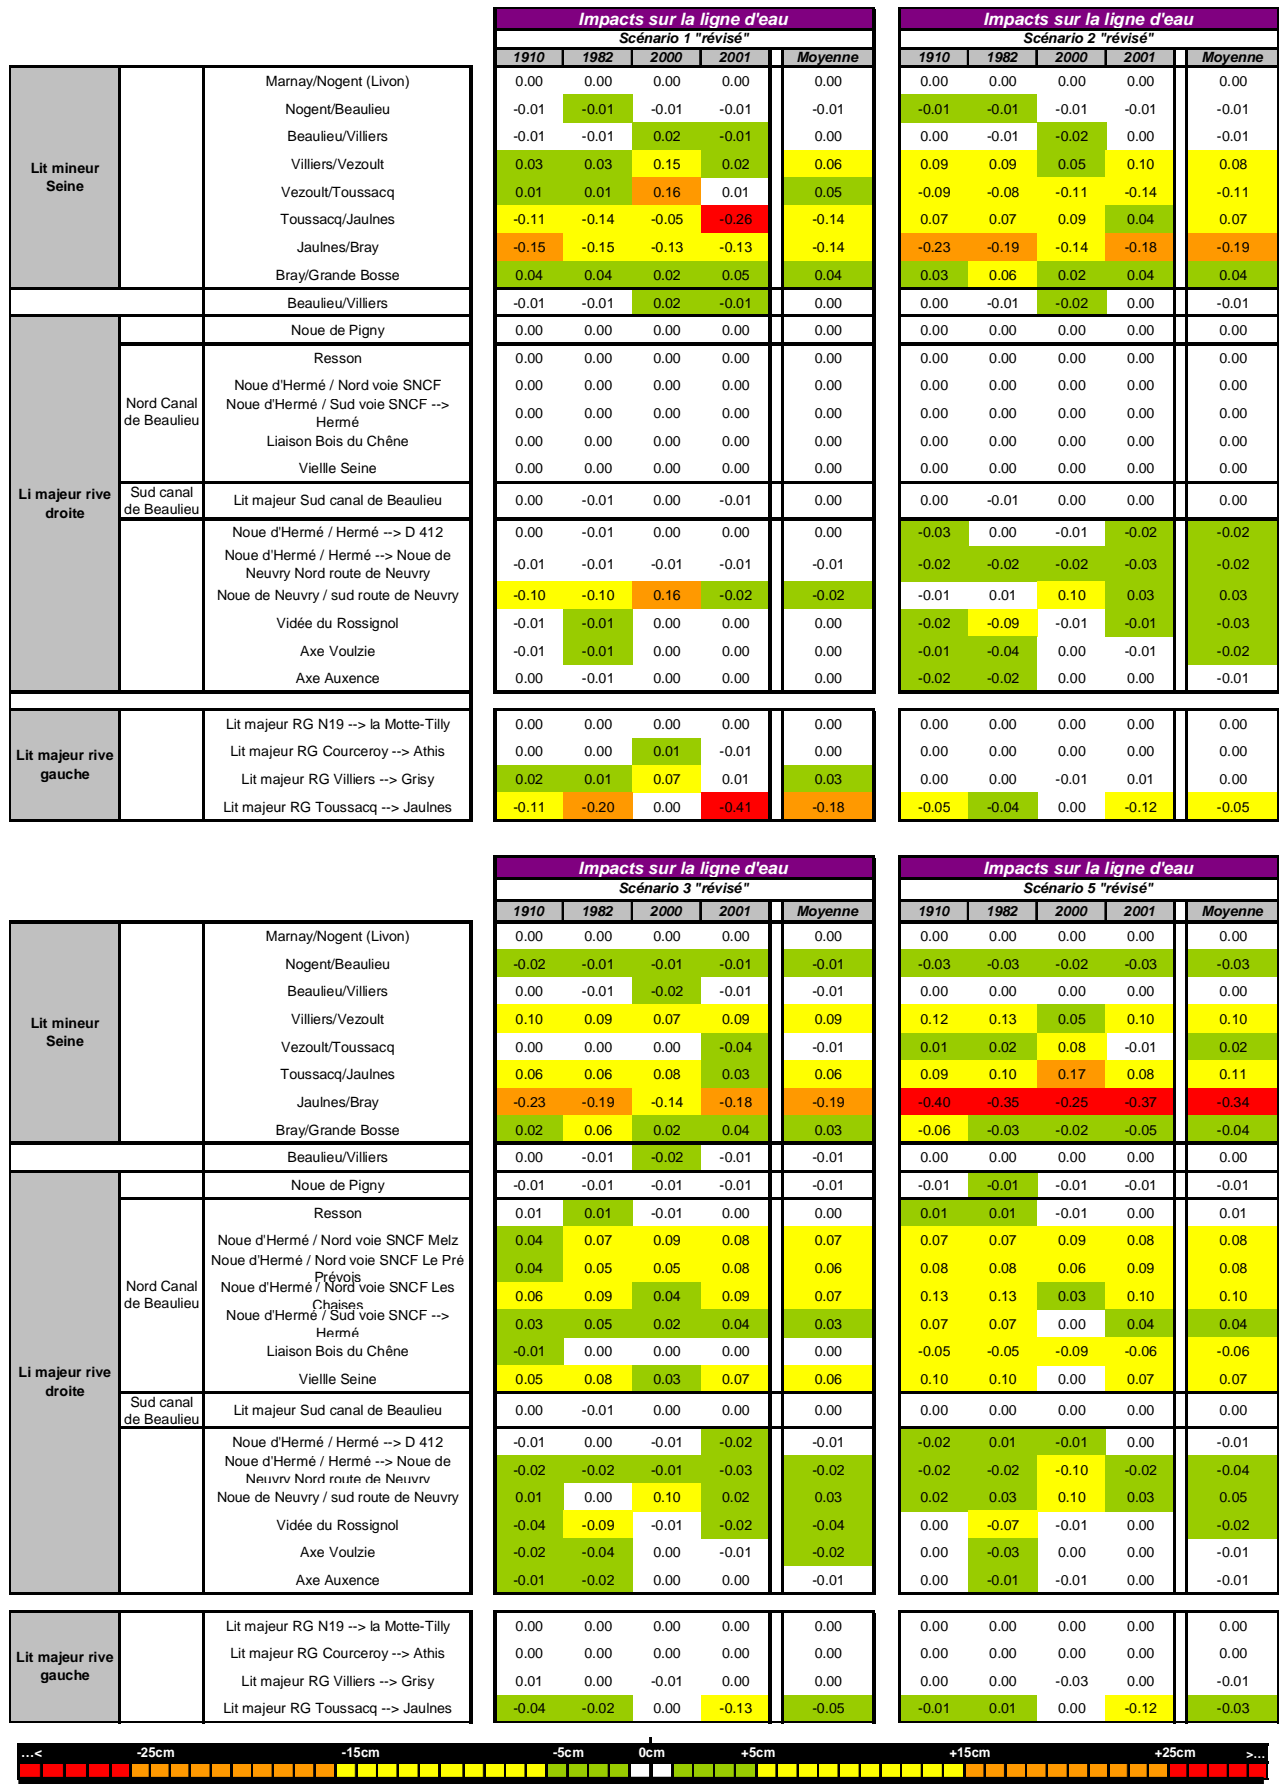 Impacts sur la ligne d'eau Impacts sur la ligne d'eau
Scénario 1 "révisé" Scénario 2 "révisé"
1910 1982 2000 2001 Moyenne 1910 1982 2000 2001 Moyenne
Lit mineur Seine
Marnay/Nogent (Livon) 0.00 0.00 0.00 0.00 0.00 0.00 0.00 0.00 0.00 0.00
Nogent/Beaulieu -0.01 -0.01 -0.01 -0.01 -0.01 -0.01 -0.01 -0.01 -0.01 -0.01
Beaulieu/Villiers -0.01 -0.01 0.02 -0.01 0.00 0.00 -0.01 -0.02 0.00 -0.01
Villiers/Vezoult 0.03 0.03 0.15 0.02 0.06 0.09 0.09 0.05 0.10 0.08
Vezoult/Toussacq 0.01 0.01 0.16 0.01 0.05 -0.09 -0.08 -0.11 -0.14 -0.11
Toussacq/Jaulnes -0.11 -0.14 -0.05 -0.26 -0.14 0.07 0.07 0.09 0.04 0.07
Jaulnes/Bray -0.15 -0.15 -0.13 -0.13 -0.14 -0.23 -0.19 -0.14 -0.18 -0.19
Bray/Grande Bosse 0.04 0.04 0.02 0.05 0.04 0.03 0.06 0.02 0.04 0.04
Beaulieu/Villiers -0.01 -0.01 0.02 -0.01 0.00 0.00 -0.01 -0.02 0.00 -0.01
Li majeur rive droite
Noue de Pigny 0.00 0.00 0.00 0.00 0.00 0.00 0.00 0.00 0.00 0.00
Nord Canal de Beaulieu
Resson 0.00 0.00 0.00 0.00 0.00 0.00 0.00 0.00 0.00 0.00
Noue d'Hermé / Nord voie SNCF 0.00 0.00 0.00 0.00 0.00 0.00 0.00 0.00 0.00 0.00
Noue d'Hermé / Sud voie SNCF --> Hermé 0.00 0.00 0.00 0.00 0.00 0.00 0.00 0.00 0.00 0.00
Liaison Bois du Chêne 0.00 0.00 0.00 0.00 0.00 0.00 0.00 0.00 0.00 0.00
Viellle Seine 0.00 0.00 0.00 0.00 0.00 0.00 0.00 0.00 0.00 0.00
Sud canal de Beaulieu
Lit majeur Sud canal de Beaulieu 0.00 -0.01 0.00 -0.01 0.00 0.00 -0.01 0.00 0.00 0.00
Noue d'Hermé / Hermé --> D 412 0.00 -0.01 0.00 0.00 0.00 -0.03 0.00 -0.01 -0.02 -0.02
Noue d'Hermé / Hermé --> Noue de Neuvry Nord route de Neuvry -0.01 -0.01 -0.01 -0.01 -0.01 -0.02 -0.02 -0.02 -0.03 -0.02
Noue de Neuvry / sud route de Neuvry -0.10 -0.10 0.16 -0.02 -0.02 -0.01 0.01 0.10 0.03 0.03
Vidée du Rossignol -0.01 -0.01 0.00 0.00 0.00 -0.02 -0.09 -0.01 -0.01 -0.03
Axe Voulzie -0.01 -0.01 0.00 0.00 0.00 -0.01 -0.04 0.00 -0.01 -0.02
Axe Auxence 0.00 -0.01 0.00 0.00 0.00 -0.02 -0.02 0.00 0.00 -0.01
Lit majeur rive gauche
Lit majeur RG N19 --> la Motte-Tilly 0.00 0.00 0.00 0.00 0.00 0.00 0.00 0.00 0.00 0.00
Lit majeur RG Courceroy --> Athis 0.00 0.00 0.01 -0.01 0.00 0.00 0.00 0.00 0.00 0.00
Lit majeur RG Villiers --> Grisy 0.02 0.01 0.07 0.01 0.03 0.00 0.00 -0.01 0.01 0.00
Lit majeur RG Toussacq --> Jaulnes -0.11 -0.20 0.00 -0.41 -0.18 -0.05 -0.04 0.00 -0.12 -0.05
Impacts sur la ligne d'eau Impacts sur la ligne d'eau
Scénario 3 "révisé" Scénario 5 "révisé"
1910 1982 2000 2001 Moyenne 1910 1982 2000 2001 Moyenne
Lit mineur Seine
Marnay/Nogent (Livon) 0.00 0.00 0.00 0.00 0.00 0.00 0.00 0.00 0.00 0.00
Nogent/Beaulieu -0.02 -0.01 -0.01 -0.01 -0.01 -0.03 -0.03 -0.02 -0.03 -0.03
Beaulieu/Villiers 0.00 -0.01 -0.02 -0.01 -0.01 0.00 0.00 0.00 0.00 0.00
Villiers/Vezoult 0.10 0.09 0.07 0.09 0.09 0.12 0.13 0.05 0.10 0.10
Vezoult/Toussacq 0.00 0.00 0.00 -0.04 -0.01 0.01 0.02 0.08 -0.01 0.02
Toussacq/Jaulnes 0.06 0.06 0.08 0.03 0.06 0.09 0.10 0.17 0.08 0.11
Jaulnes/Bray -0.23 -0.19 -0.14 -0.18 -0.19 -0.40 -0.35 -0.25 -0.37 -0.34
Bray/Grande Bosse 0.02 0.06 0.02 0.04 0.03 -0.06 -0.03 -0.02 -0.05 -0.04
Beaulieu/Villiers 0.00 -0.01 -0.02 -0.01 -0.01 0.00 0.00 0.00 0.00 0.00
Li majeur rive droite
Noue de Pigny -0.01 -0.01 -0.01 -0.01 -0.01 -0.01 -0.01 -0.01 -0.01 -0.01
Nord Canal de Beaulieu
Resson 0.01 0.01 -0.01 0.00 0.00 0.01 0.01 -0.01 0.00 0.01
Noue d'Hermé / Nord voie SNCF Melz 0.04 0.07 0.09 0.08 0.07 0.07 0.07 0.09 0.08 0.08
Noue d'Hermé / Nord voie SNCF Le Pré Prévois 0.04 0.05 0.05 0.08 0.06 0.08 0.08 0.06 0.09 0.08
Noue d'Hermé / Nord voie SNCF Les Chaises 0.06 0.09 0.04 0.09 0.07 0.13 0.13 0.03 0.10 0.10
Noue d'Hermé / Sud voie SNCF --> Hermé 0.03 0.05 0.02 0.04 0.03 0.07 0.07 0.00 0.04 0.04
Liaison Bois du Chêne -0.01 0.00 0.00 0.00 0.00 -0.05 -0.05 -0.09 -0.06 -0.06
Viellle Seine 0.05 0.08 0.03 0.07 0.06 0.10 0.10 0.00 0.07 0.07
Sud canal de Beaulieu
Lit majeur Sud canal de Beaulieu 0.00 -0.01 0.00 0.00 0.00 0.00 0.00 0.00 0.00 0.00
Noue d'Hermé / Hermé --> D 412 -0.01 0.00 -0.01 -0.02 -0.01 -0.02 0.01 -0.01 0.00 -0.01
Noue d'Hermé / Hermé --> Noue de Neuvry Nord route de Neuvry -0.02 -0.02 -0.01 -0.03 -0.02 -0.02 -0.02 -0.10 -0.02 -0.04
Noue de Neuvry / sud route de Neuvry 0.01 0.00 0.10 0.02 0.03 0.02 0.03 0.10 0.03 0.05
Vidée du Rossignol -0.04 -0.09 -0.01 -0.02 -0.04 0.00 -0.07 -0.01 0.00 -0.02
Axe Voulzie -0.02 -0.04 0.00 -0.01 -0.02 0.00 -0.03 0.00 0.00 -0.01
Axe Auxence -0.01 -0.02 0.00 0.00 -0.01 0.00 -0.01 -0.01 0.00 -0.01
Lit majeur rive gauche
Lit majeur RG N19 --> la Motte-Tilly 0.00 0.00 0.00 0.00 0.00 0.00 0.00 0.00 0.00 0.00
Lit majeur RG Courceroy --> Athis 0.00 0.00 0.00 0.00 0.00 0.00 0.00 0.00 0.00 0.00
Lit majeur RG Villiers --> Grisy 0.01 0.00 -0.01 0.00 0.00 0.00 0.00 -0.03 0.00 -0.01
Lit majeur RG Toussacq --> Jaulnes -0.04 -0.02 0.00 -0.13 -0.05 -0.01 0.01 0.00 -0.12 -0.03
...< -25cm -15cm -5cm 0cm +5cm +15cm +25cm >...